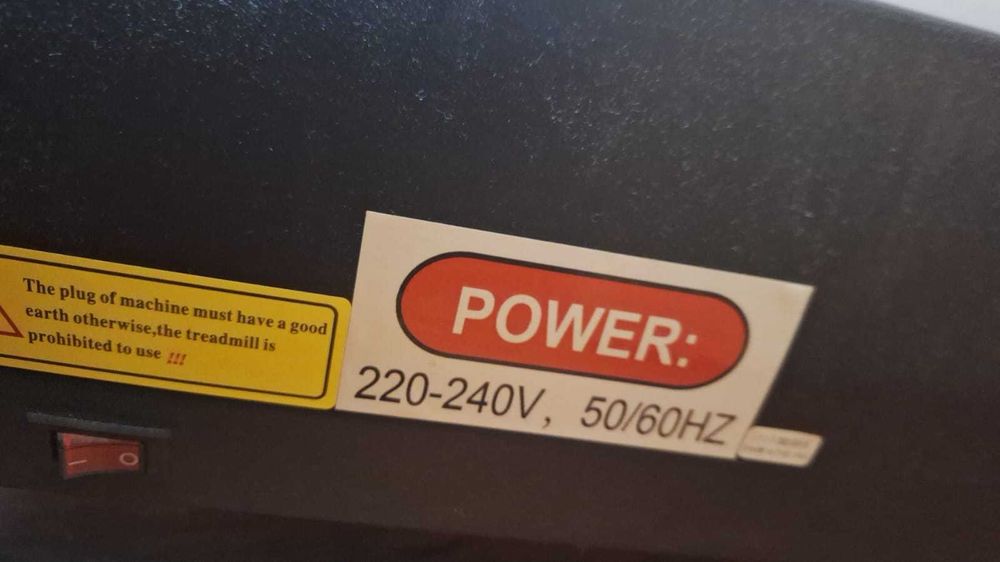 The plug of machine must have a good
earth otherwise,the treadmill is
prohibited to use !!!
POWER:
220-240V, 50/60HZ